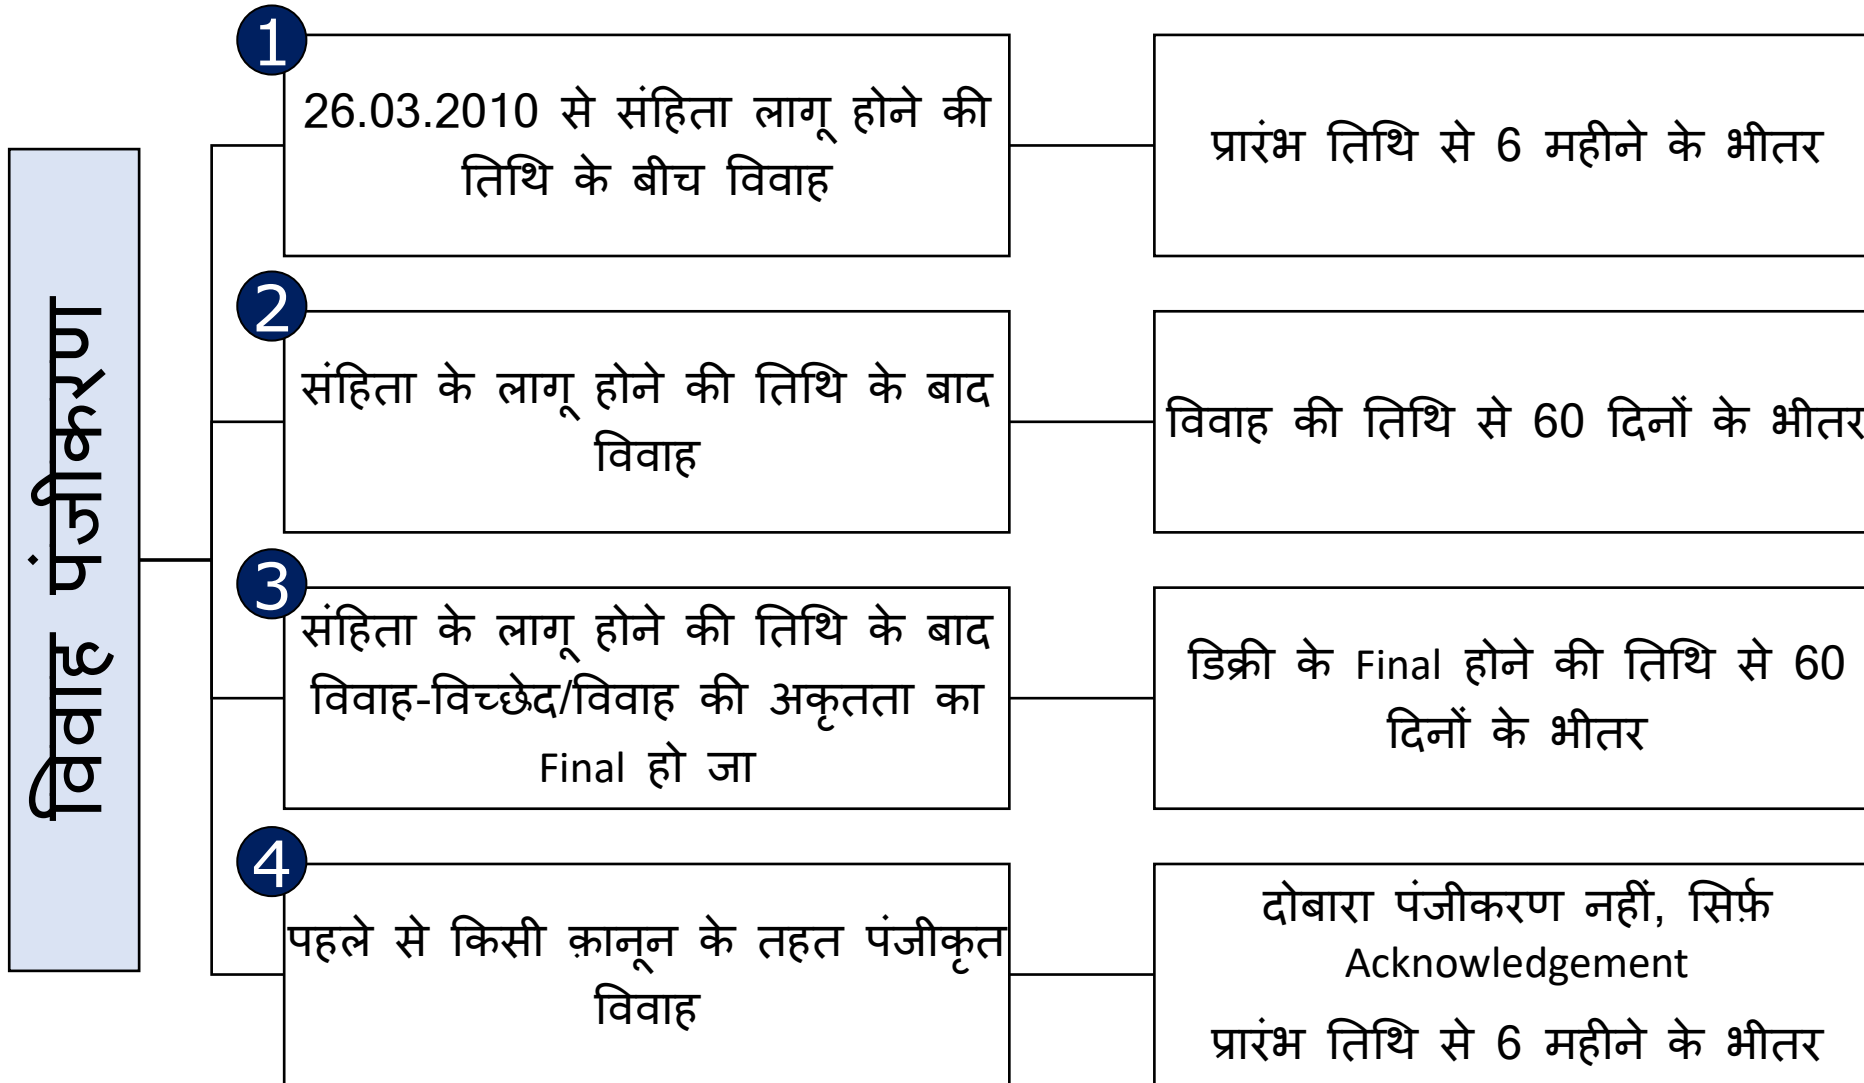 विवाह पंजीकरण
1
26.03.2010 से संहिता लागू होने की
तिथि के बीच विवाह
प्रारंभ तिथि से 6 महीने के भीतर
2
संहिता के लागू होने की तिथि के बाद
विवाह
विवाह की तिथि से 60 दिनों के भीतर
3
संहिता के लागू होने की तिथि के बाद
विवाह-विच्छेद/विवाह की अकृतता का
Final हो जा
डिक्री के Final होने की तिथि से 60
दिनों के भीतर
4
पहले से किसी क़ानून के तहत पंजीकृत
विवाह
दोबारा पंजीकरण नहीं, सिर्फ़
Acknowledgement
प्रारंभ तिथि से 6 महीने के भीतर